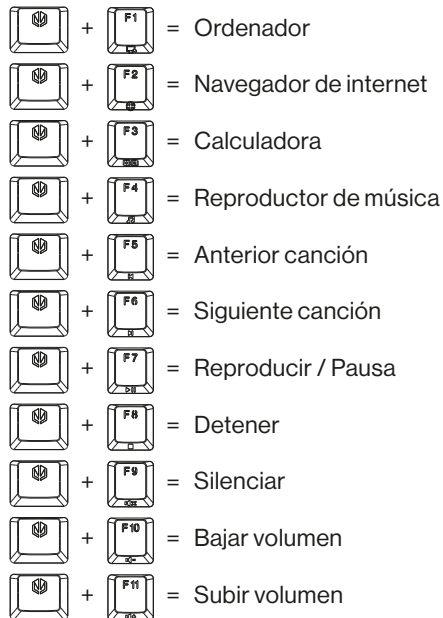 + F1 = Ordenador
+ F2 = Navegador de internet
+ F3 = Calculadora
+ F4 = Reproductor de música
+ F5 = Anterior canción
+ F6 = Siguiente canción
+ F7 = Reproducir / Pausa
+ F8 = Detener
+ F9 = Silenciar
+ F10 = Bajar volumen
+ F11 = Subir volumen